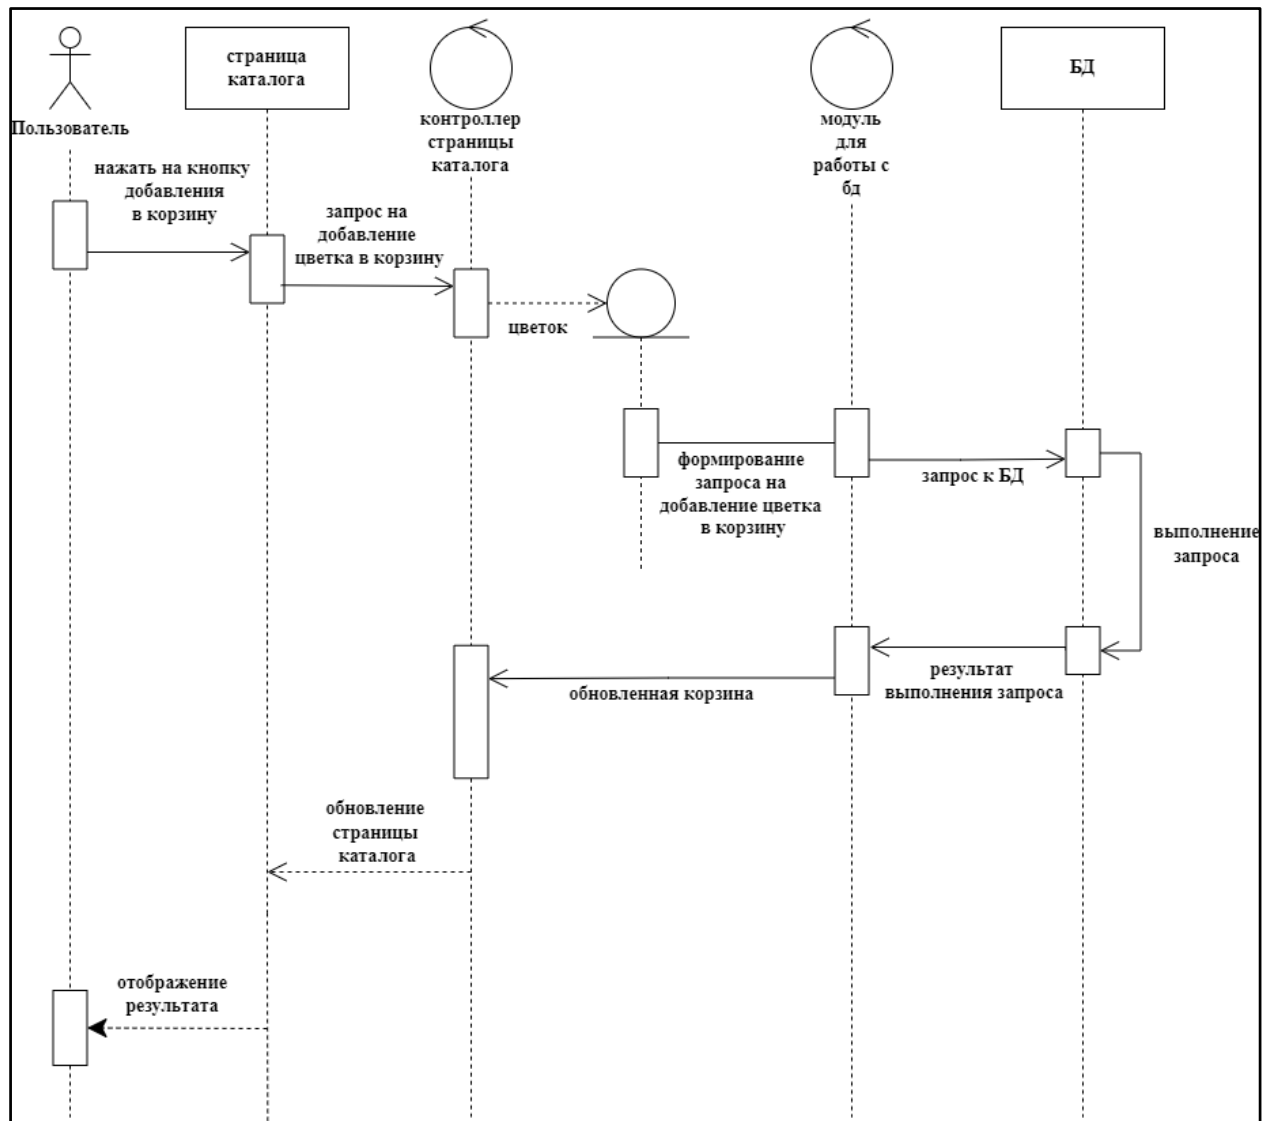 страница
каталога
БД
Пользователь
контроллер
страницы
каталога
модуль
для
работы с
бд
нажать на кнопку
добавления
в корзину
запрос на
добавление
цветка в корзину
цветок
формирование
запроса на
добавление цветка
в корзину
запрос к БД
выполнение
запроса
результат
выполнения запроса
обновленная корзина
обновление
страницы
каталога
отображение
результата